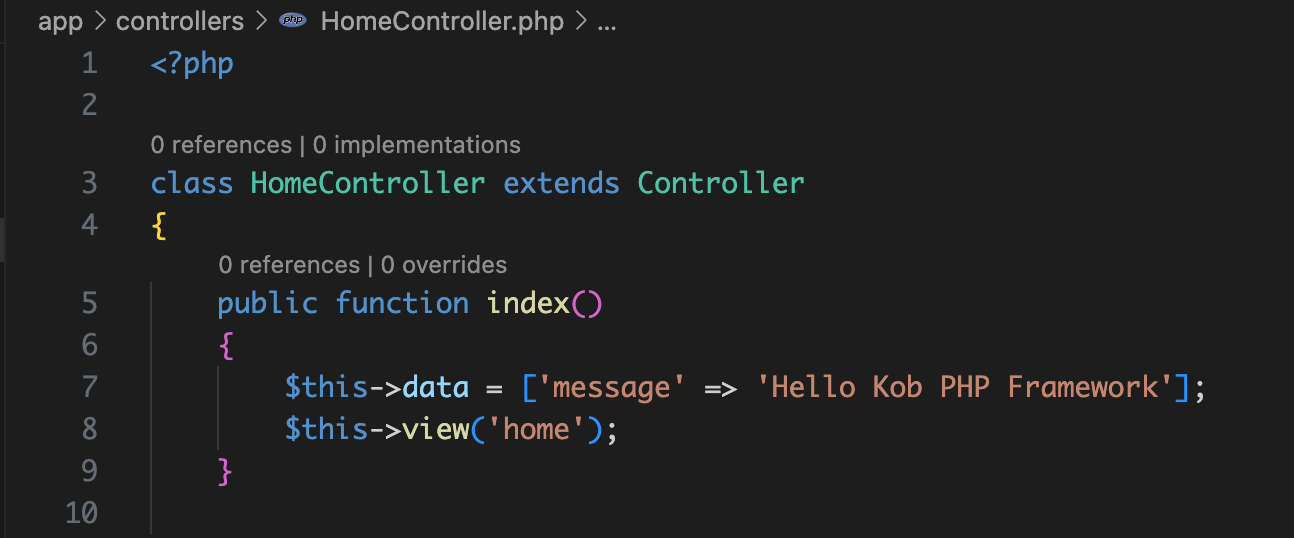 app > controllers > php HomeController.php > ...
1 <?php
2
0 references | 0 implementations
3 class HomeController extends Controller
4 {
0 references | 0 overrides
5 public function index()
6 {
7 $this->data = ['message' => 'Hello Kob PHP Framework'];
8 $this->view('home');
9 }
10